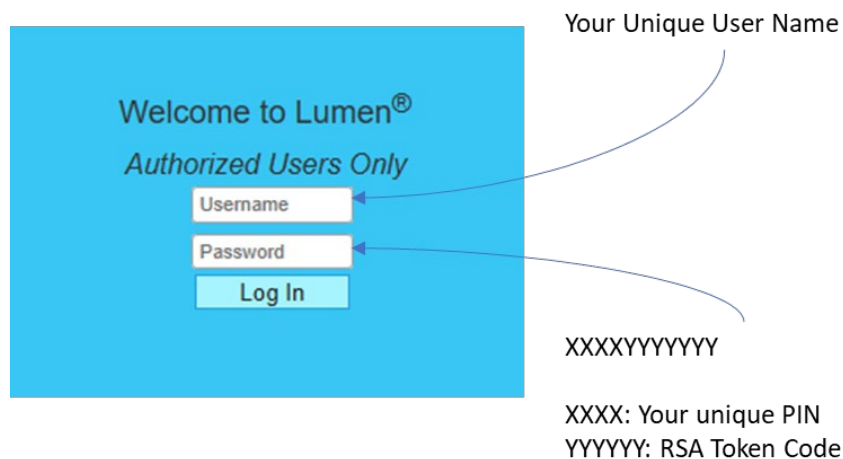 Your Unique User Name
Welcome to Lumen®
Authorized Users Only
Username
Password
Log In
XXXXYYYYYYY
XXXX: Your unique PIN
YYYYYY: RSA Token Code